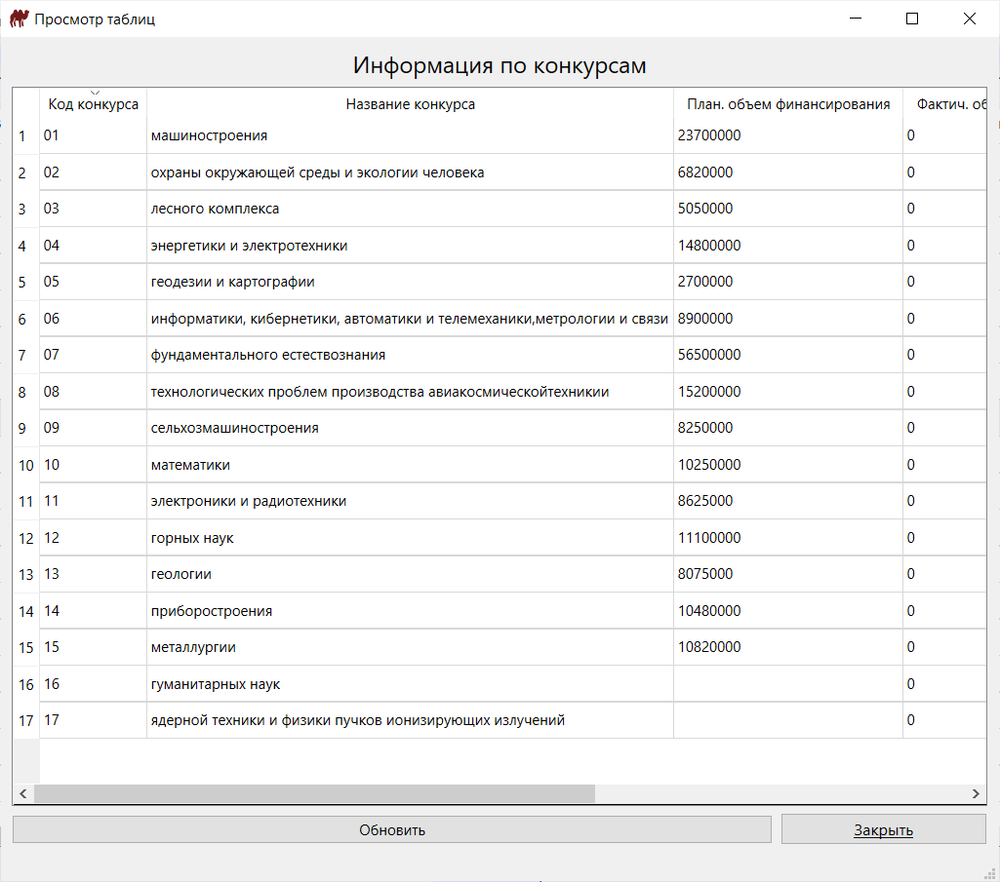 Просмотр таблиц
Информация по конкурсам
Код конкурса Название конкурса План. объем финансирования Фактич. об
1 01 машиностроения 23700000 0
2 02 охраны окружающей среды и экологии человека 6820000 0
3 03 лесного комплекса 5050000 0
4 04 энергетики и электротехники 14800000 0
5 05 геодезии и картографии 2700000 0
6 06 информатики, кибернетики, автоматики и телемеханики,метрологии и связи 8900000 0
7 07 фундаментального естествознания 56500000 0
8 08 технологических проблем производства авиакосмическойтехникии 15200000 0
9 09 сельхозмашиностроения 8250000 0
10 10 математики 10250000 0
11 11 электроники и радиотехники 8625000 0
12 12 горных наук 11100000 0
13 13 геологии 8075000 0
14 14 приборостроения 10480000 0
15 15 металлургии 10820000 0
16 16 гуманитарных наук 0
17 17 ядерной техники и физики пучков ионизирующих излучений 0
Обновить Закрыть